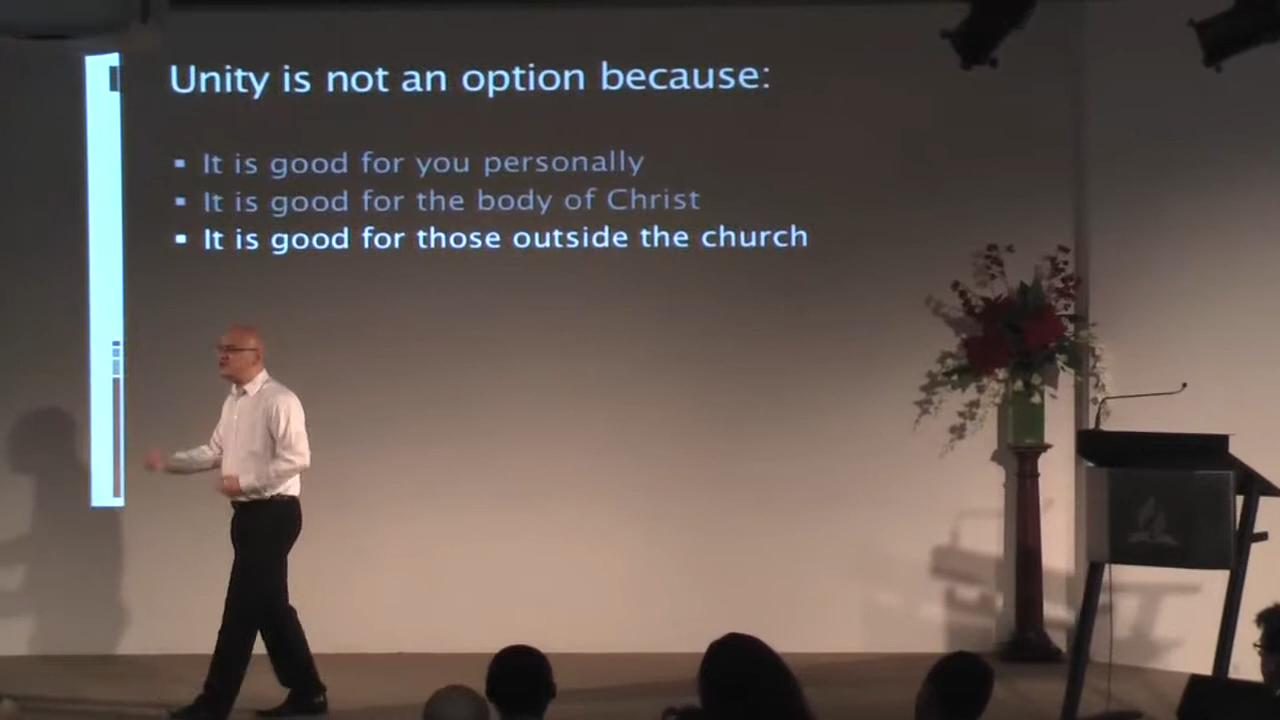 Unity is not an option because:
▪ It is good for you personally
▪ It is good for the body of Christ
▪ It is good for those outside the church